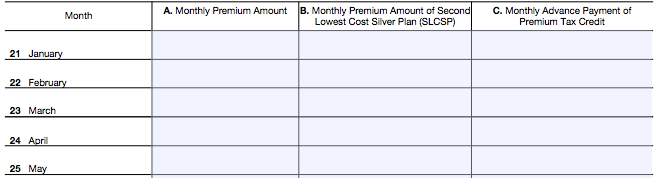 Month
A. Monthly Premium Amount
B. Monthly Premium Amount of Second
Lowest Cost Silver Plan (SLCSP)
C. Monthly Advance Payment of
Premium Tax Credit
21 January
22 February
23 March
24 April
25 May